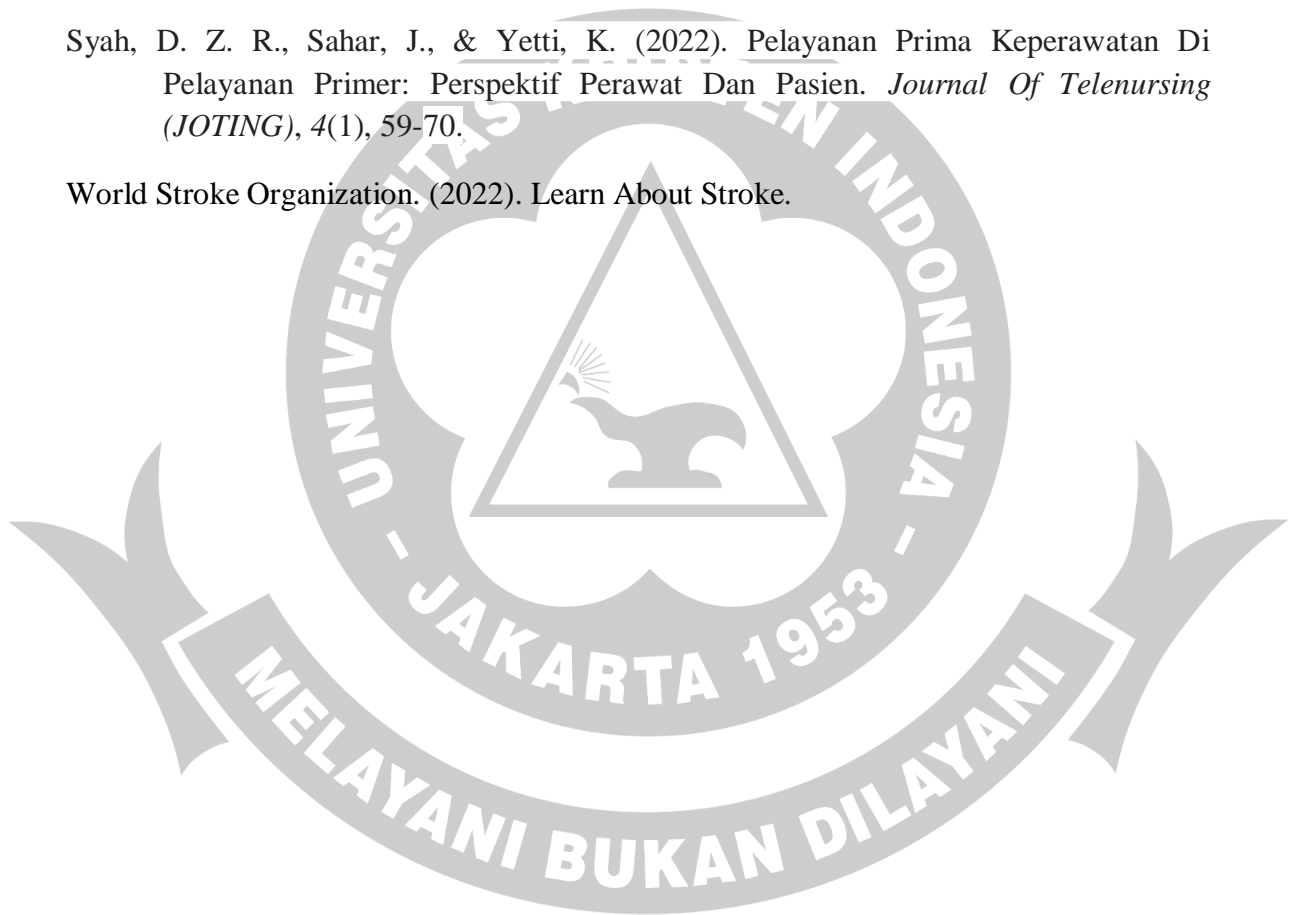 Syah, D. Z. R., Sahar, J., & Yetti, K. (2022). Pelayanan Prima Keperawatan Di
Pelayanan Primer: Perspektif Perawat Dan Pasien. Journal Of Telenursing
(JOTING), 4(1), 59-70.
World Stroke Organization. (2022). Learn About Stroke.
UNIVERSITAS INDONESIA
- JAKARTA 1953 -
MELAYANI BUKAN DILAYANI